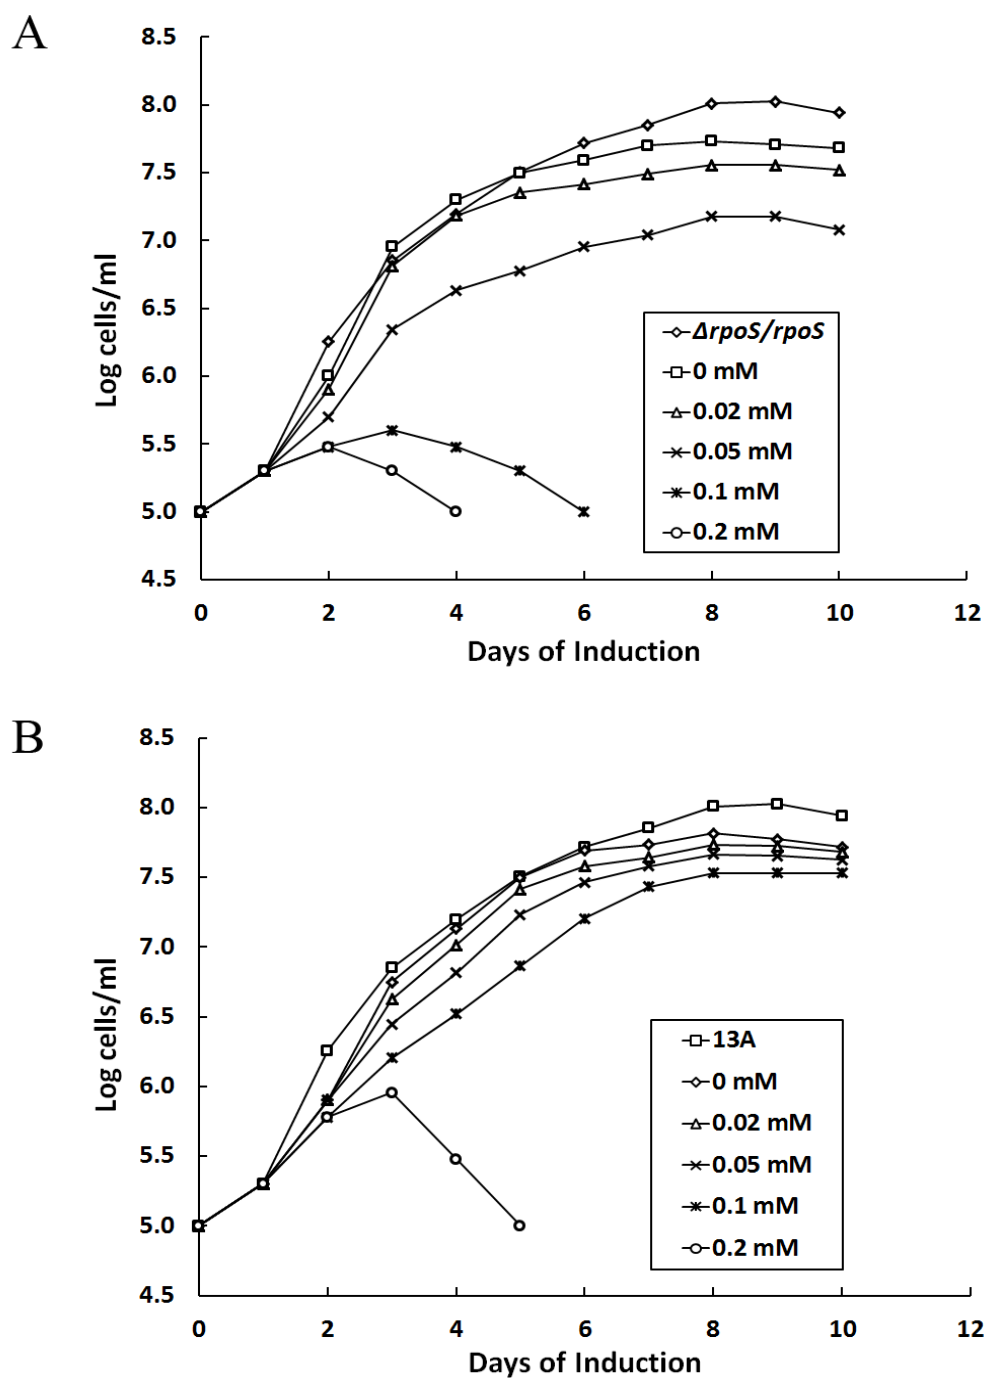 A
8.5
8.0
7.5
7.0
6.5
6.0
5.5
5.0
4.5
Log cells/ml
0 2 4 6 8 10 12
Days of Induction
ΔrpoS/rpoS
0 mM
0.02 mM
0.05 mM
0.1 mM
0.2 mM
B
8.5
8.0
7.5
7.0
6.5
6.0
5.5
5.0
4.5
Log cells/ml
0 2 4 6 8 10 12
Days of Induction
13A
0 mM
0.02 mM
0.05 mM
0.1 mM
0.2 mM